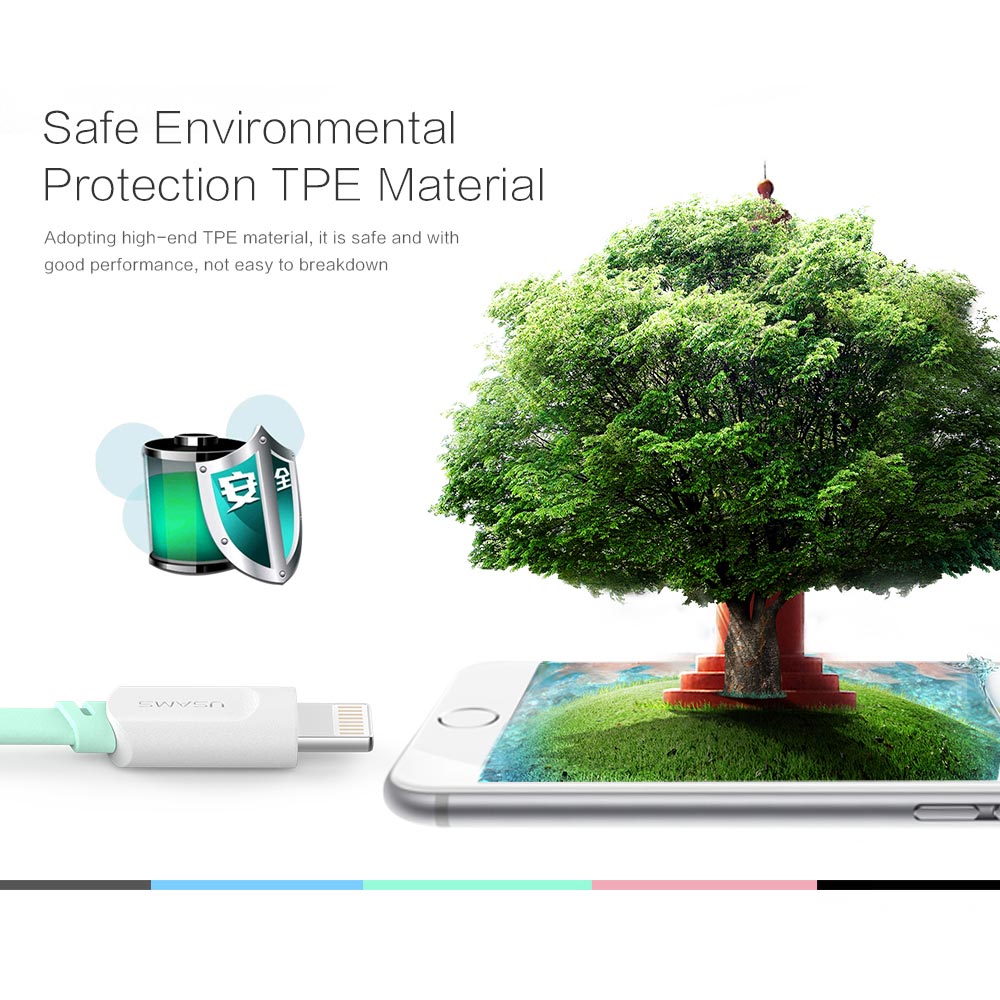 Safe Environmental
Protection TPE Material
Adopting high-end TPE material, it is safe and with
good performance, not easy to breakdown
安全
USAMS